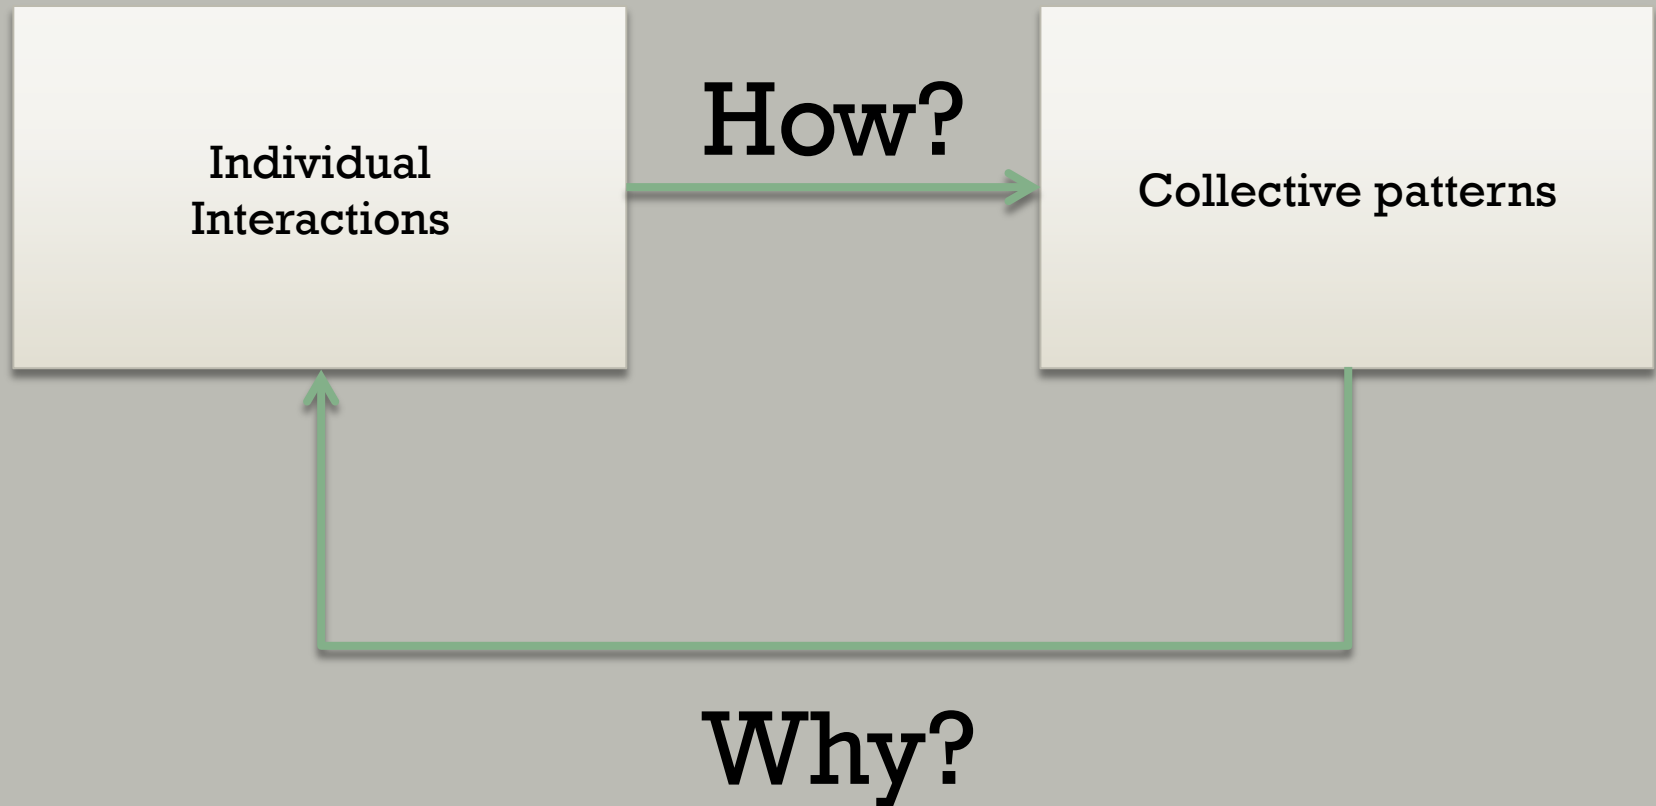 Individual
Interactions
How?
Collective patterns
Why?